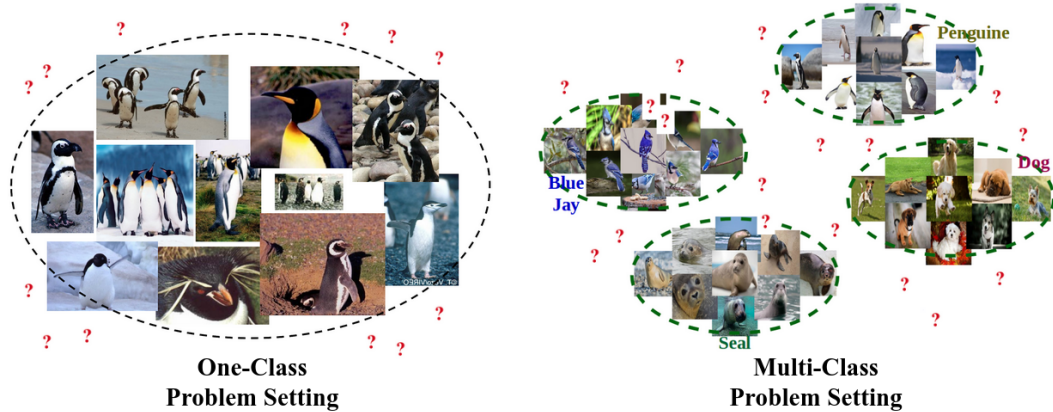 ? ? ? ? ? ? ? ? ? ? ? ? ?
One-Class
Problem Setting
? ? ? ? ? ? ? ? ? ? ? ? ? ? ? ? ? ?
Penguine
Blue
Jay
Dog
Seal
Multi-Class
Problem Setting